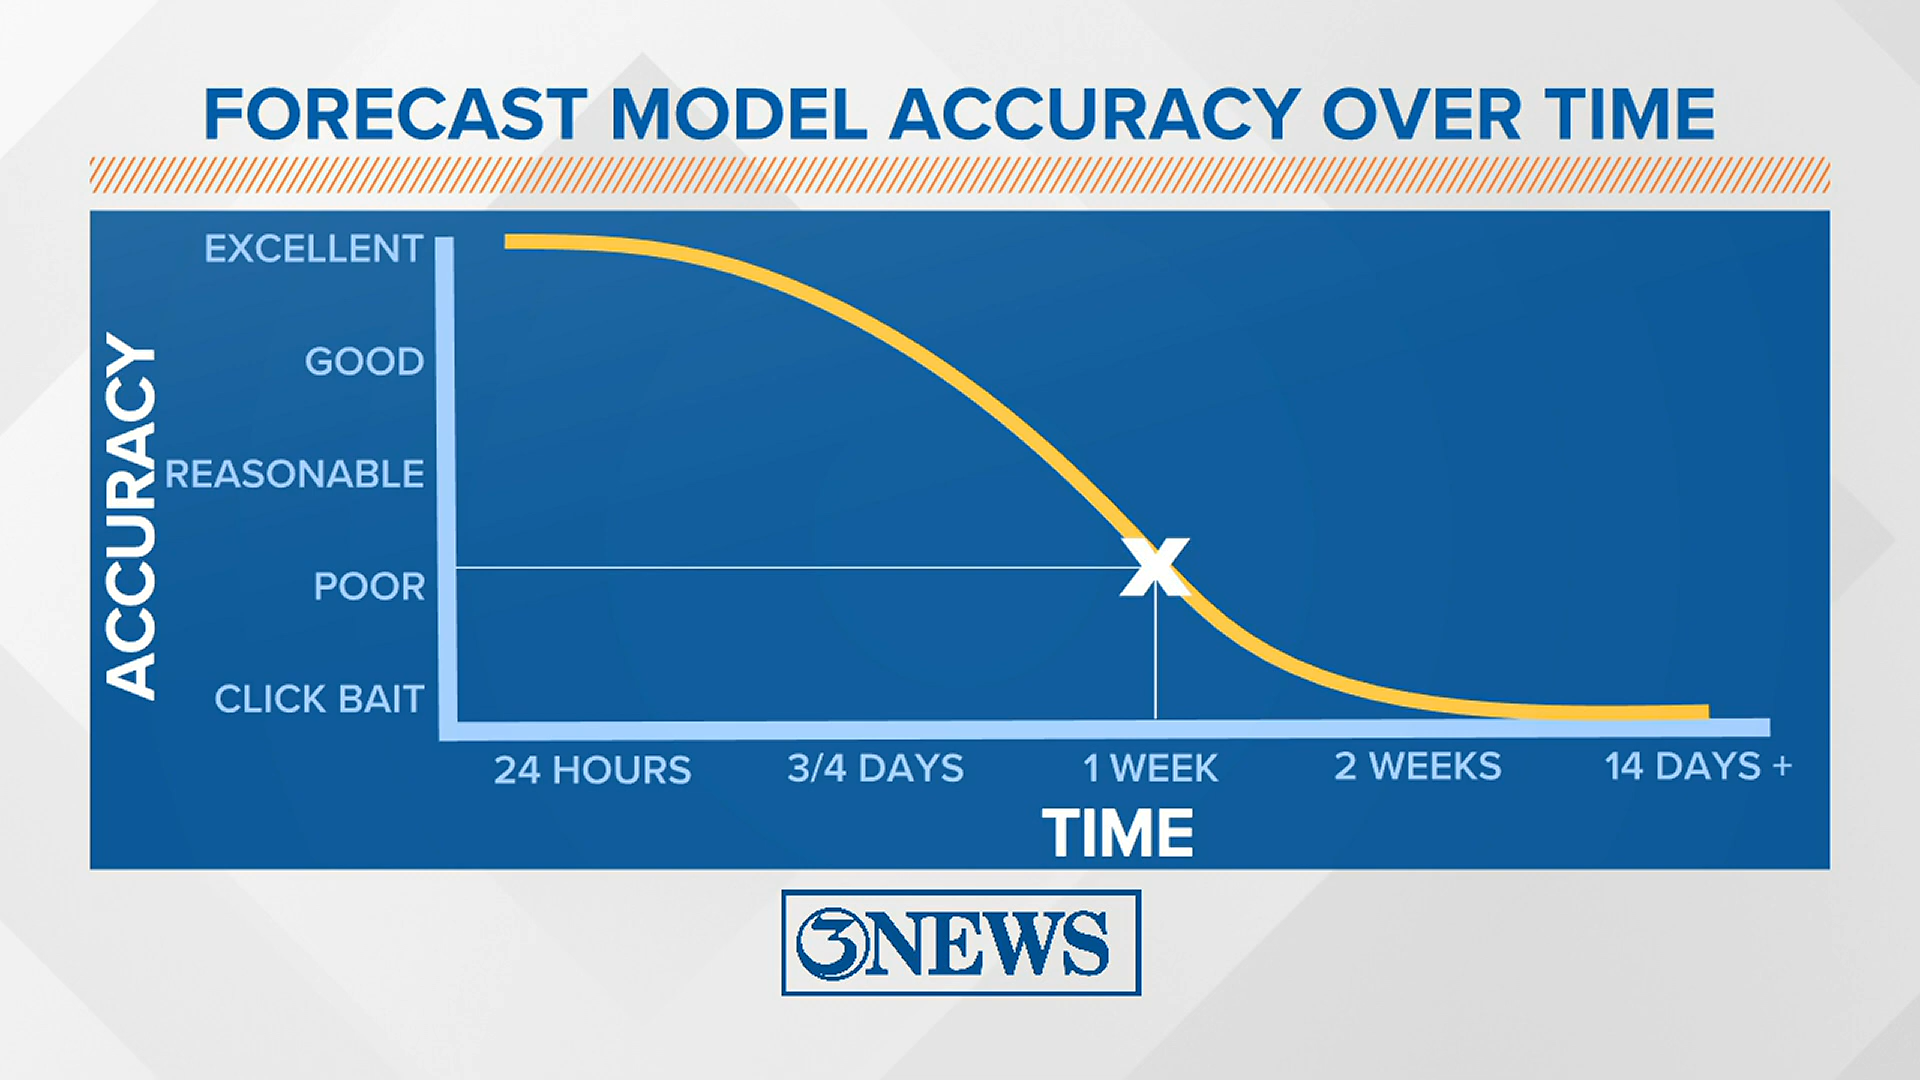 FORECAST MODEL ACCURACY OVER TIME
EXCELLENT
GOOD
REASONABLE
POOR
CLICK BAIT
ACCURACY
X
24 HOURS
3/4 DAYS
1 WEEK
2 WEEKS
14 DAYS +
TIME
3NEWS